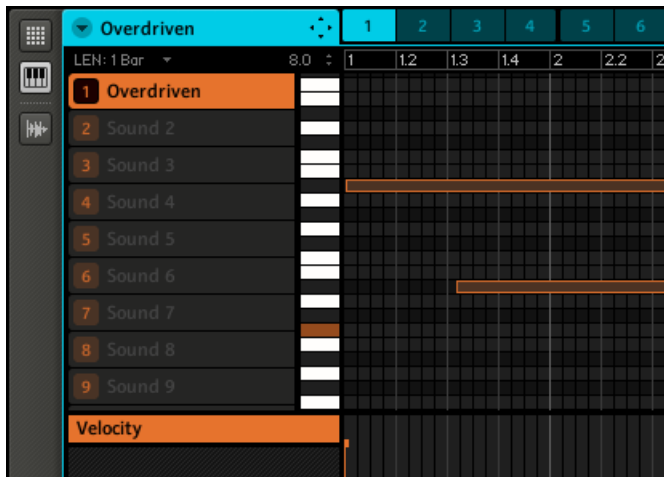 Overdriven 1 2 3 4 5 6
LEN: 1 Bar 8.0 1 1.2 1.3 1.4 2 2.2 2
1 Overdriven
2 Sound 2
3 Sound 3
4 Sound 4
5 Sound 5
6 Sound 6
7 Sound 7
8 Sound 8
9 Sound 9
Velocity